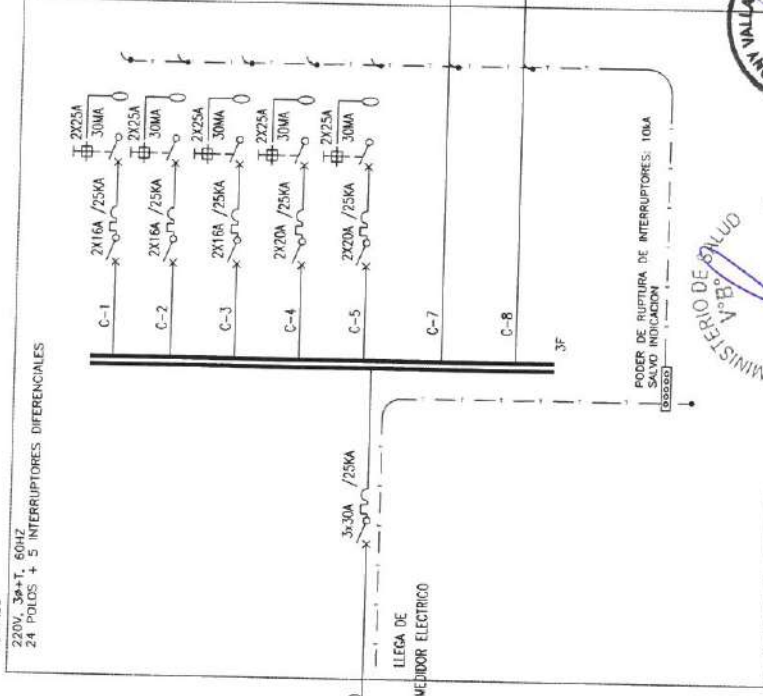 220V, 3ø+T, 60HZ
24 POLOS + 5 INTERRUPTORES DIFERENCIALES
C-1
2X16A /25KA
2X25A
30MA
C-2
2X16A /25KA
2X25A
30MA
C-3
2X16A /25KA
2X25A
30MA
C-4
2X20A /25KA
2X25A
30MA
C-5
2X20A /25KA
2X25A
30MA
C-7
C-8
3F
3x30A /25KA
LLEGA DE
MEDIDOR ELECTRICO
PODER DE RUPTURA DE INTERRUPTORES: 10kA
SALVO INDICACION
MINISTERIO DE SALUD
V°B°